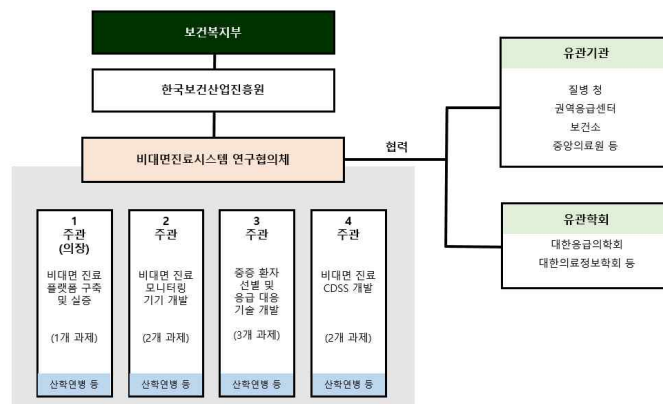 보건복지부
한국보건산업진흥원
비대면진료시스템 연구협의체
협력
유관기관
질병 청
권역응급센터
보건소
중앙의료원 등
유관학회
대한응급의학회
대한의료정보학회 등
1
주관
(의장)
비대면 진료
플랫폼 구축
및 실증
(1개 과제)
산학연병 등
2
주관
비대면 진료
모니터링
기기 개발
(2개 과제)
산학연병 등
3
주관
중증 환자
선별 및
응급 대응
기술 개발
(3개 과제)
산학연병 등
4
주관
비대면 진료
CDSS 개발
(2개 과제)
산학연병 등